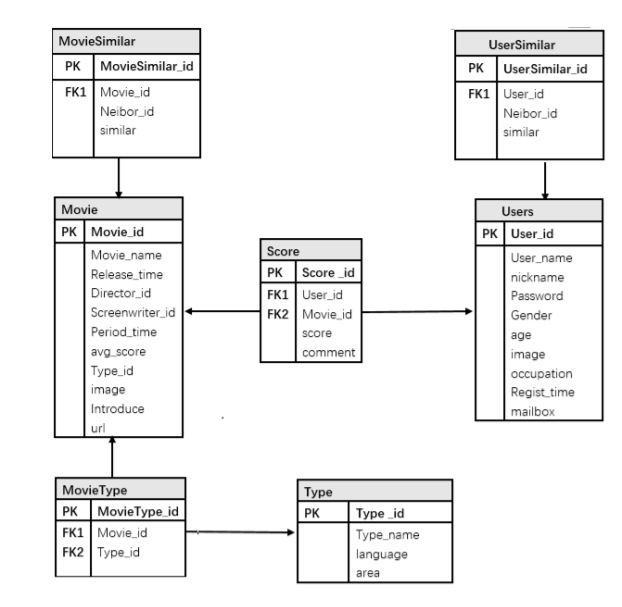 MovieSimilar
PK MovieSimilar_id
FK1 Movie_id
Neibor_id
similar
UserSimilar
PK UserSimilar_id
FK1 User_id
Neibor_id
similar
Movie
PK Movie_id
Movie_name
Release_time
Director_id
Screenwriter_id
Period_time
avg_score
Type_id
image
Introduce
url
Score
PK Score _id
FK1 User_id
FK2 Movie_id
score
comment
Users
PK User_id
User_name
nickname
Password
Gender
age
image
occupation
Regist_time
mailbox
MovieType
PK MovieType_id
FK1 Movie_id
FK2 Type_id
Type
PK Type _id
Type_name
language
area